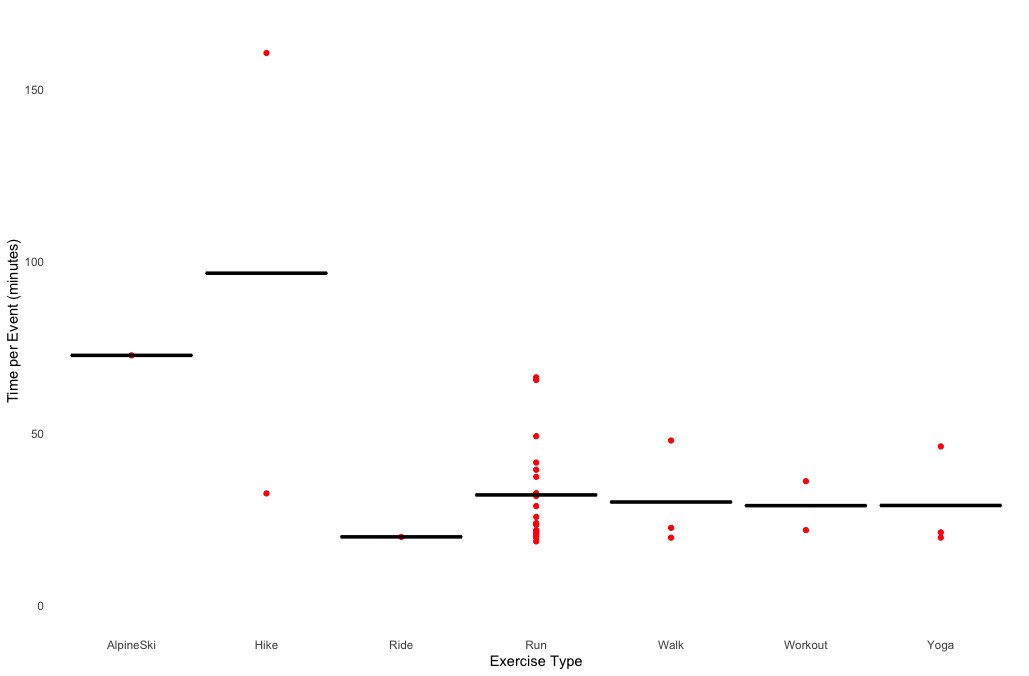 150
100
50
0
Time per Event (minutes)
AlpineSki Hike Ride Run Walk Workout Yoga
Exercise Type